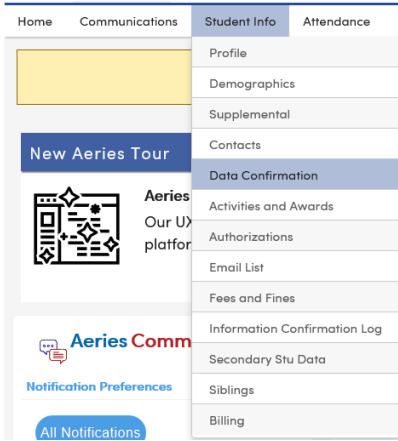 Home Communications Student Info Attendance
Profile
Demographics
Supplemental
Contacts
Data Confirmation
Activities and Awards
Authorizations
Email List
Fees and Fines
Information Confirmation Log
Secondary Stu Data
Siblings
Billing
New Aeries Tour
Aeries
Our UX
platfor
Aeries Comm
Notification Preferences
All Notifications